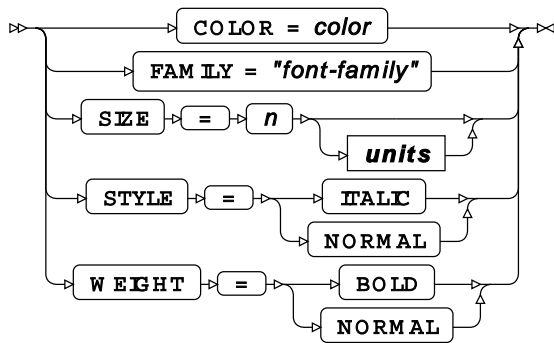 COLOR = color
FAMILY = "font-family"
SIZE = n
units
STYLE = ITALIC
NORMAL
WEIGHT = BOLD
NORMAL